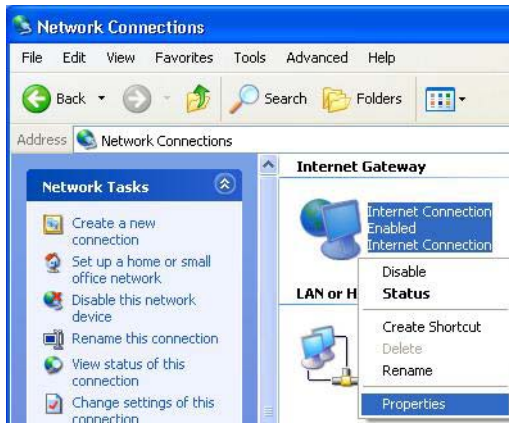 Network Connections
File Edit View Favorites Tools Advanced Help
Back Search Folders
Address Network Connections
Network Tasks
Create a new
connection
Set up a home or small
office network
Disable this network
device
Rename this connection
View status of this
connection
Change settings of this
connection
Internet Gateway
Internet Connection
Enabled
Internet Connection
LAN or H
Disable
Status
Create Shortcut
Delete
Rename
Properties